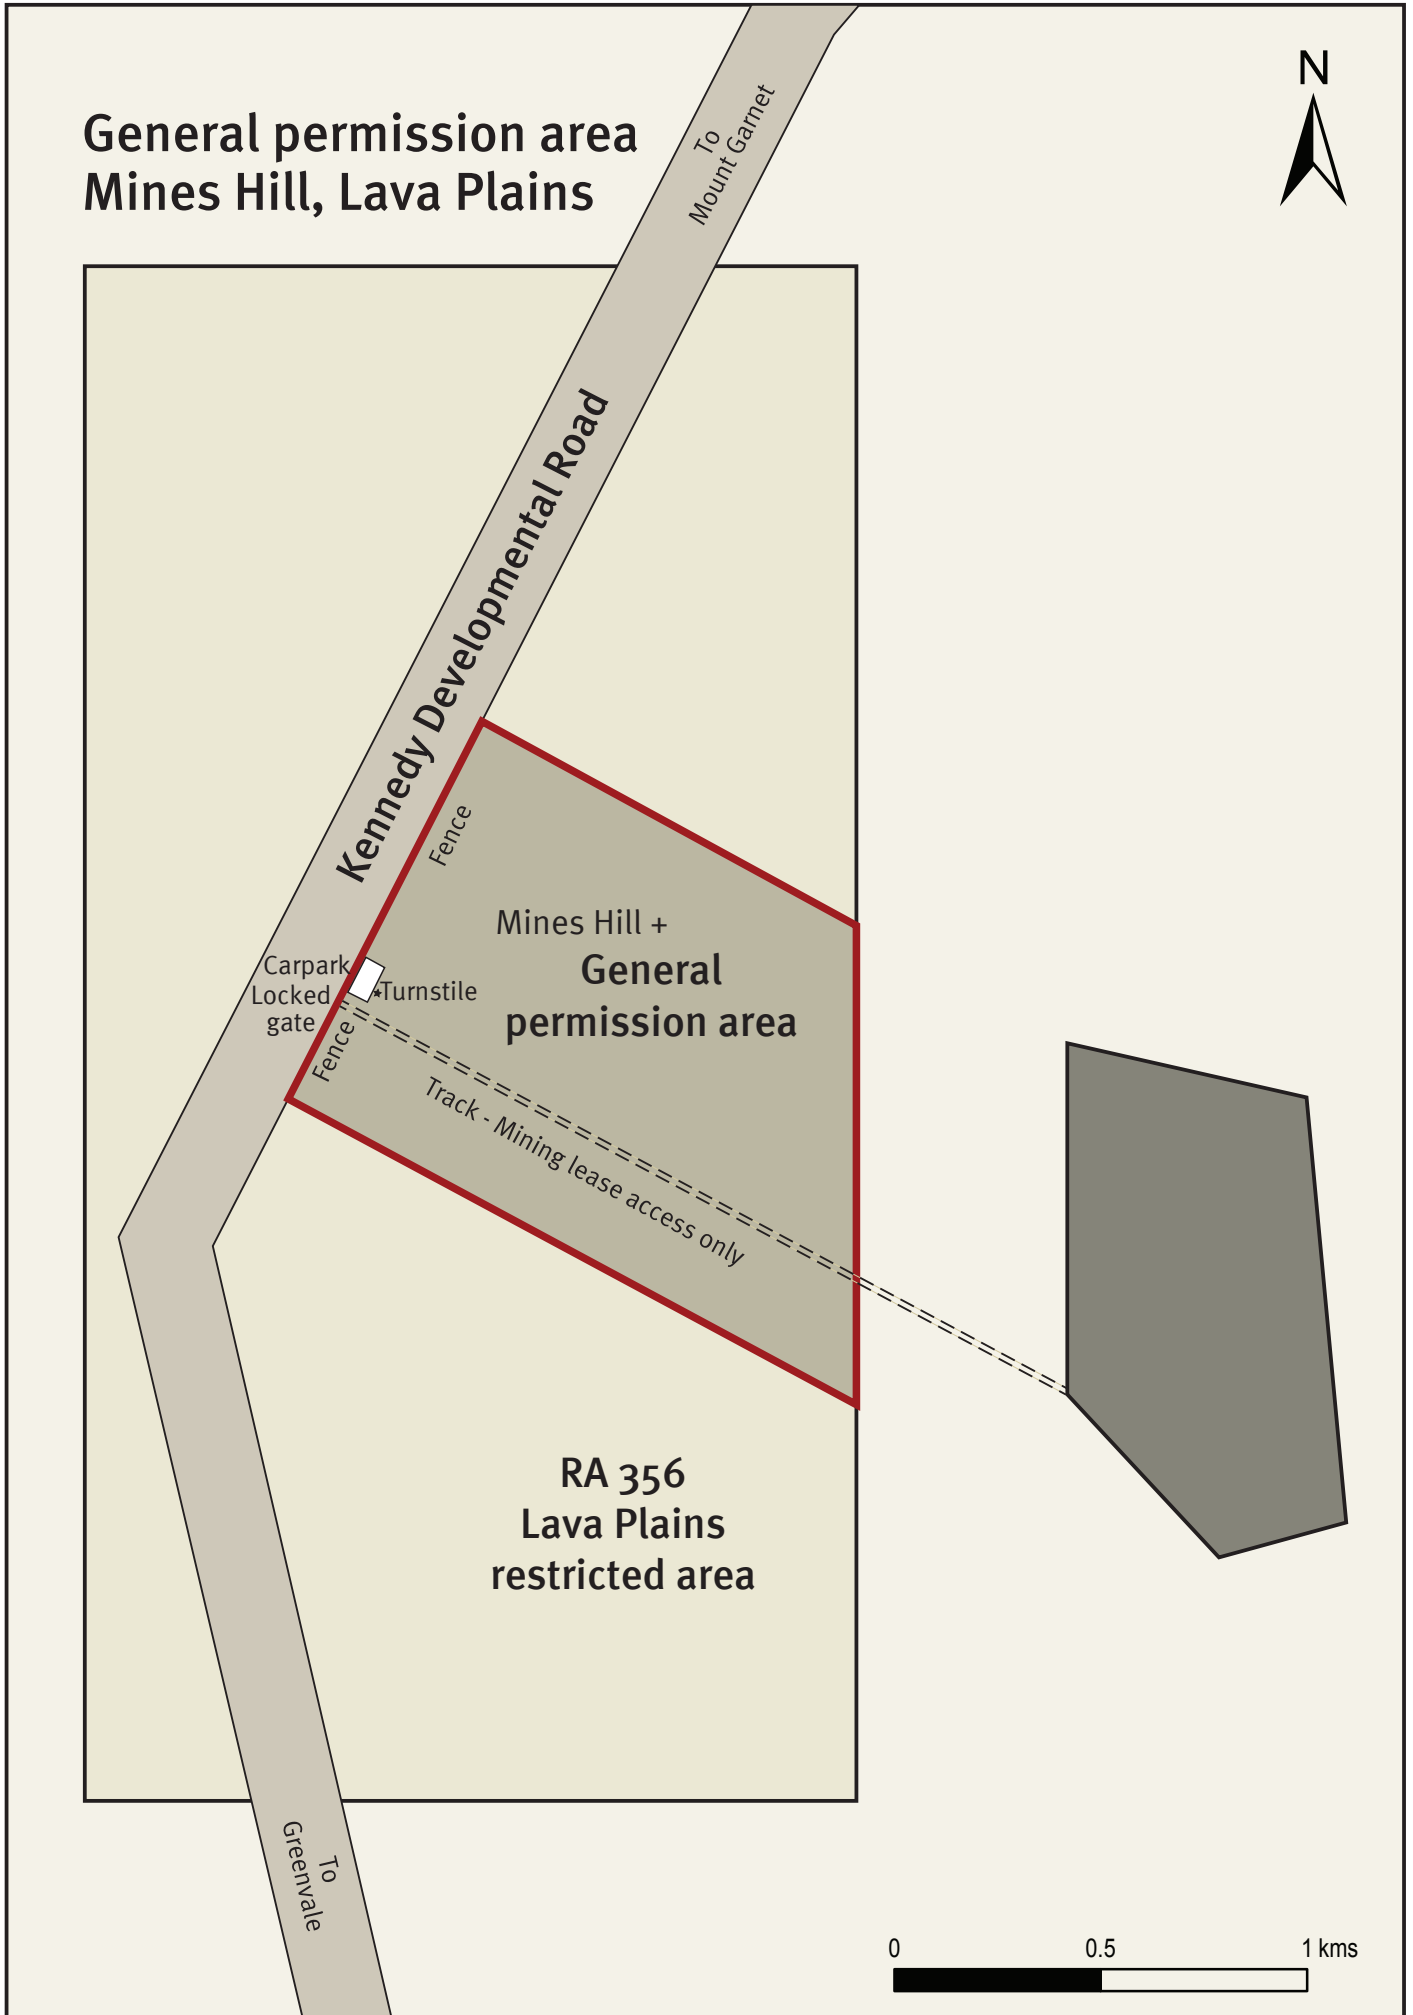 N
General permission area
Mines Hill, Lava Plains
To
Mount Garnet
Kennedy Developmental Road
Fence
Mines Hill +
General
permission area
Carpark
Locked
gate
Turnstile
Fence
Track - Mining lease access only
RA 356
Lava Plains
restricted area
To
Greenvale
0 0.5 1 kms